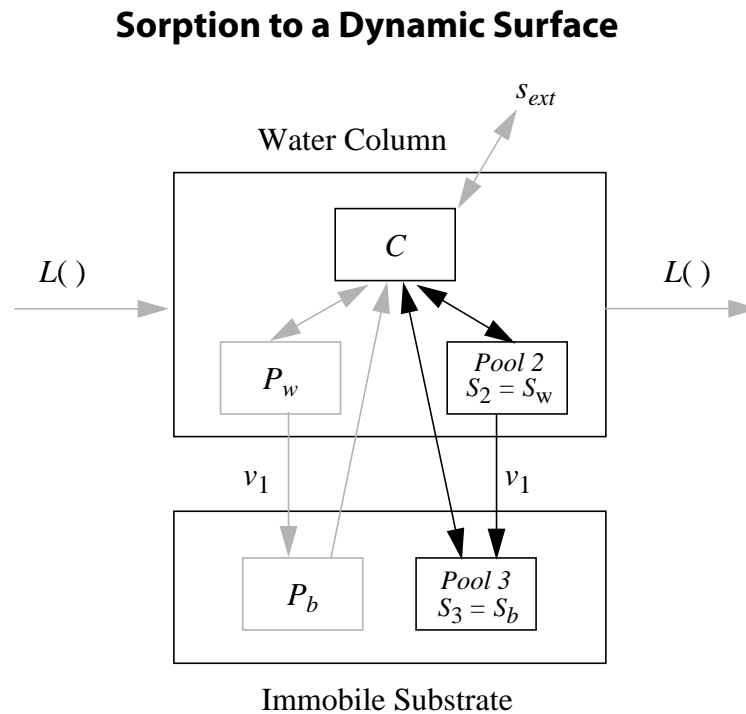 Sorption to a Dynamic Surface
s_ext
Water Column
C
L( )
L( )
P_w
Pool 2
S_2 = S_w
v_1
v_1
P_b
Pool 3
S_3 = S_b
Immobile Substrate